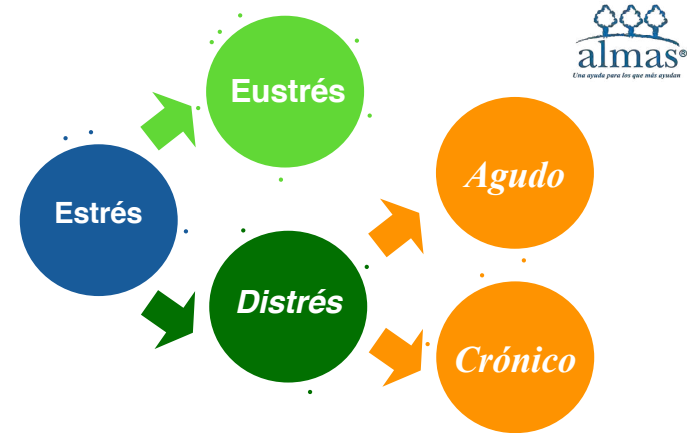 almas®
Una ayuda para los que más ayudan
Eustrés
Estrés
Agudo
Distrés
Crónico